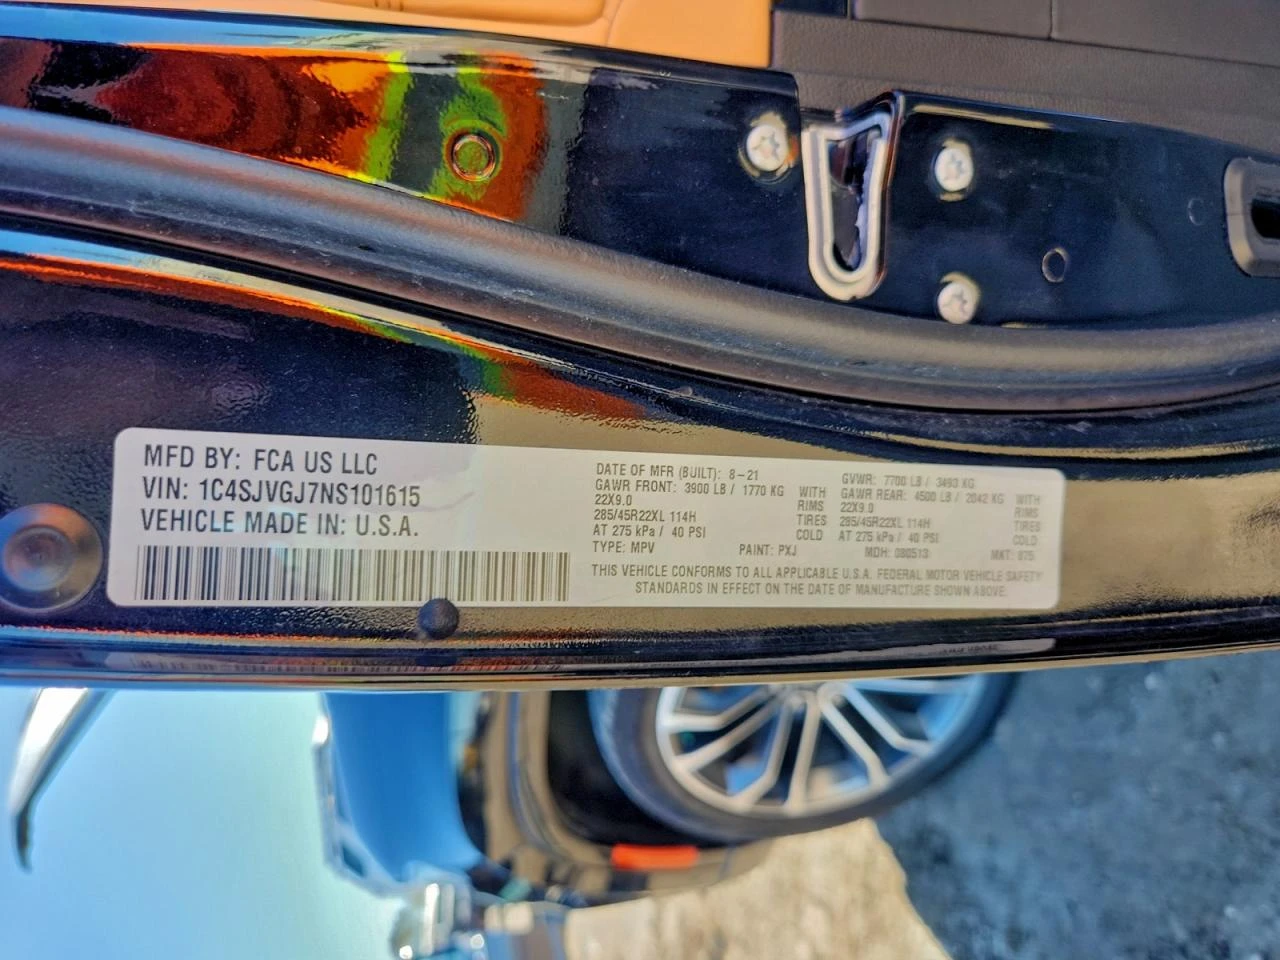 MFD BY: FCA US LLC
VIN: 1C4SJVGJ7NS101615
VEHICLE MADE IN: U.S.A.
DATE OF MFR (BUILT): 8-21 GVWR: 7700 LB / 3493 KG
GAWR FRONT: 3900 LB / 1770 KG WITH GAWR REAR: 4500 LB / 2042 KG WITH
22X9.0 RIMS 22X9.0 RIMS
285/45R22XL 114H TIRES 285/45R22XL 114H TIRES
AT 275 kPa / 40 PSI COLD AT 275 kPa / 40 PSI COLD
TYPE: MPV PAINT: PXJ MDH: 080513 MKT: 875
THIS VEHICLE CONFORMS TO ALL APPLICABLE U.S.A. FEDERAL MOTOR VEHICLE SAFETY
STANDARDS IN EFFECT ON THE DATE OF MANUFACTURE SHOWN ABOVE.